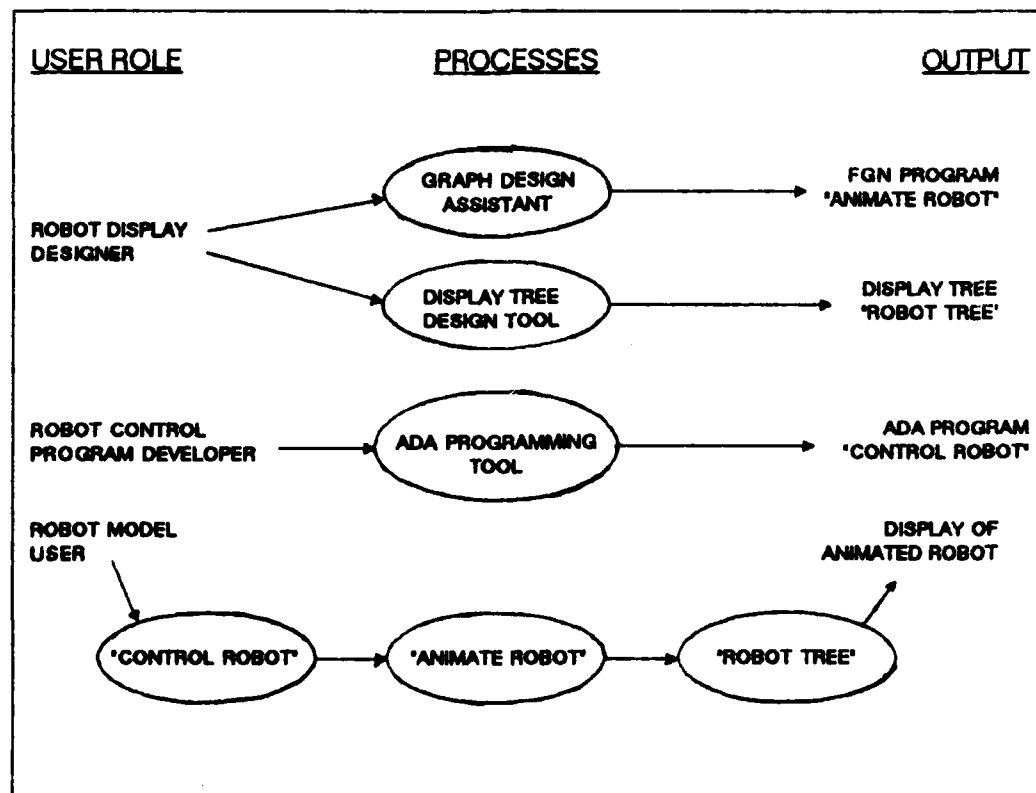 USER ROLE
PROCESSES
OUTPUT
GRAPH DESIGN
ASSISTANT
FGN PROGRAM
"ANIMATE ROBOT"
ROBOT DISPLAY
DESIGNER
DISPLAY TREE
DESIGN TOOL
DISPLAY TREE
"ROBOT TREE"
ROBOT CONTROL
PROGRAM DEVELOPER
ADA PROGRAMMING
TOOL
ADA PROGRAM
"CONTROL ROBOT"
ROBOT MODEL
USER
DISPLAY OF
ANIMATED ROBOT
"CONTROL ROBOT"
"ANIMATE ROBOT"
"ROBOT TREE"